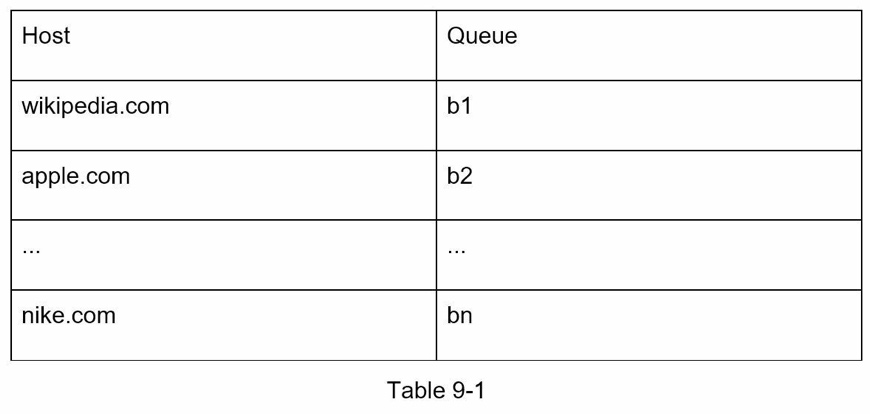 Host Queue
wikipedia.com b1
apple.com b2
... ...
nike.com bn
Table 9-1